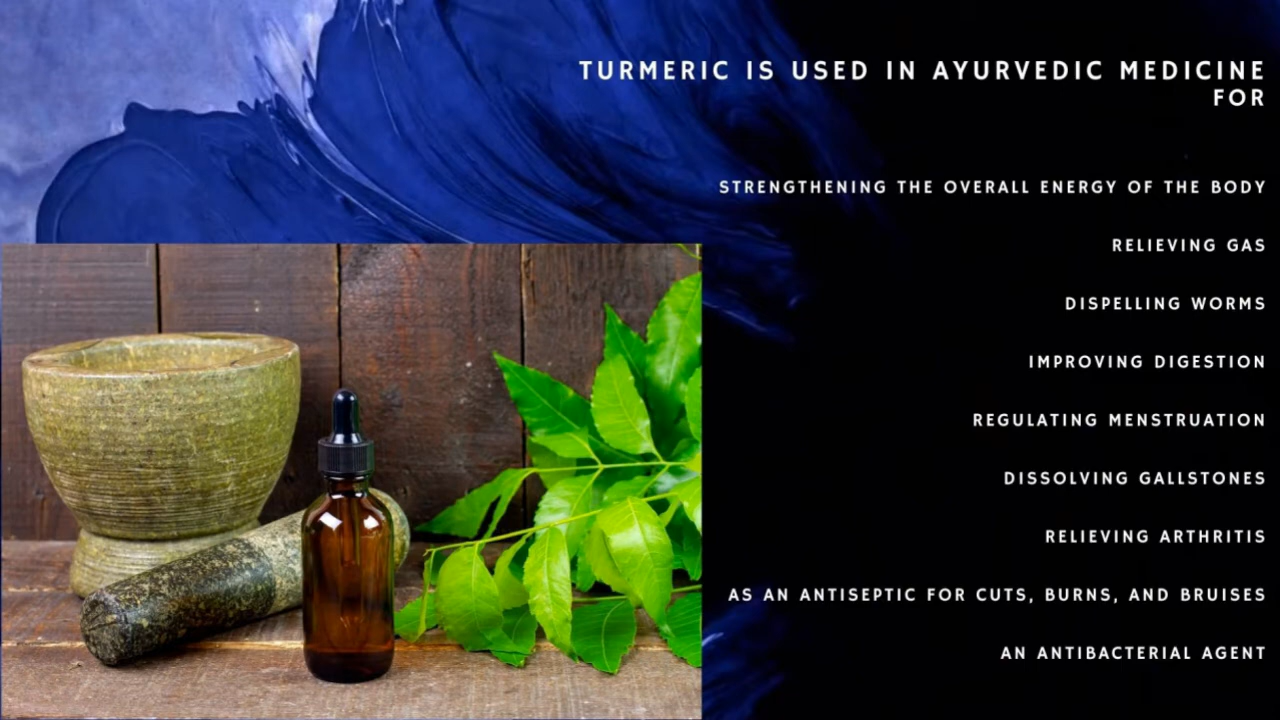 TURMERIC IS USED IN AYURVEDIC MEDICINE
FOR
STRENGTHENING THE OVERALL ENERGY OF THE BODY
RELIEVING GAS
DISPELLING WORMS
IMPROVING DIGESTION
REGULATING MENSTRUATION
DISSOLVING GALLSTONES
RELIEVING ARTHRITIS
AS AN ANTISEPTIC FOR CUTS, BURNS, AND BRUISES
AN ANTIBACTERIAL AGENT